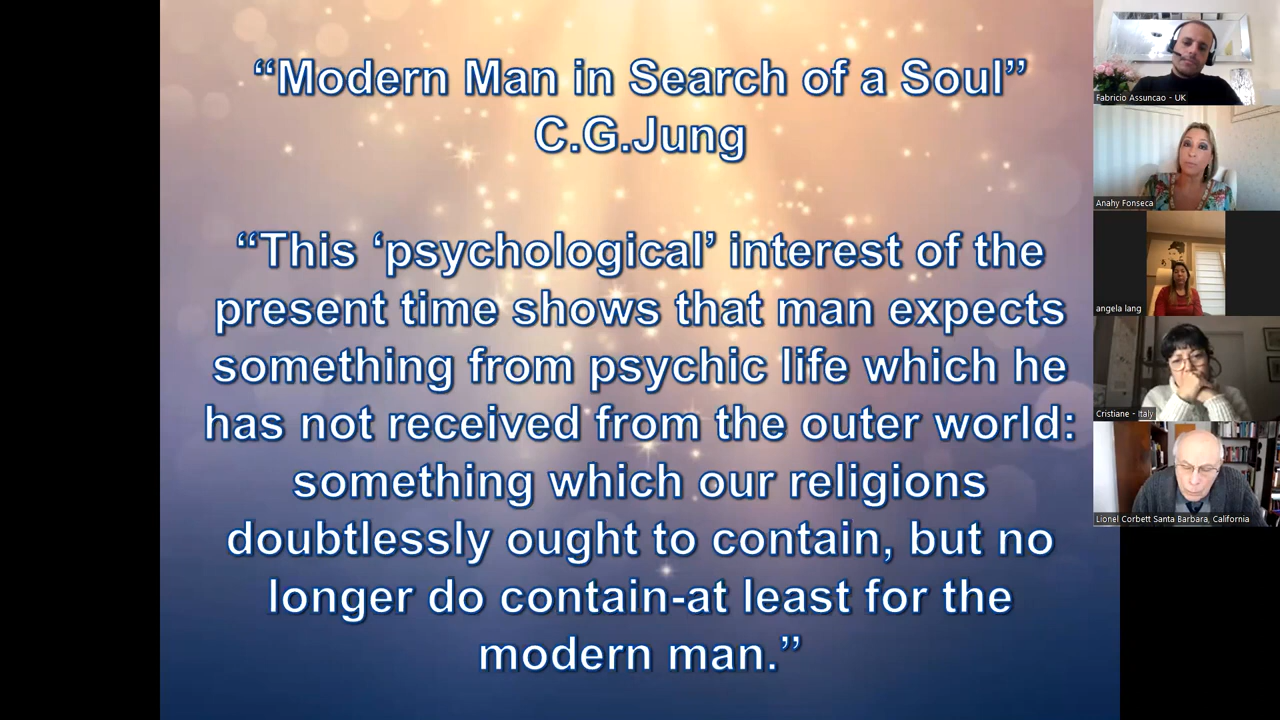 “Modern Man in Search of a Soul”
C.G.Jung
“This ‘psychological’ interest of the
present time shows that man expects
something from psychic life which he
has not received from the outer world:
something which our religions
doubtlessly ought to contain, but no
longer do contain-at least for the
modern man.”
Fabricio Assuncao - UK
Anahy Fonseca
angela lang
Cristiane - Italy
Lionel Corbett Santa Barbara, California